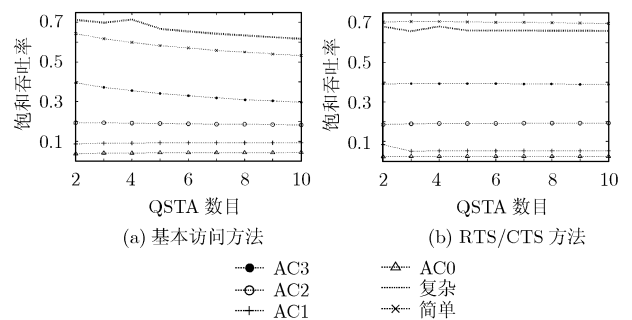 0.7
0.5
0.3
0.1
饱和吞吐率
2 4 6 8 10
QSTA 数目
(a) 基本访问方法
0.7
0.5
0.3
0.1
饱和吞吐率
2 4 6 8 10
QSTA 数目
(b) RTS/CTS 方法
AC3
AC2
AC1
AC0
复杂
简单